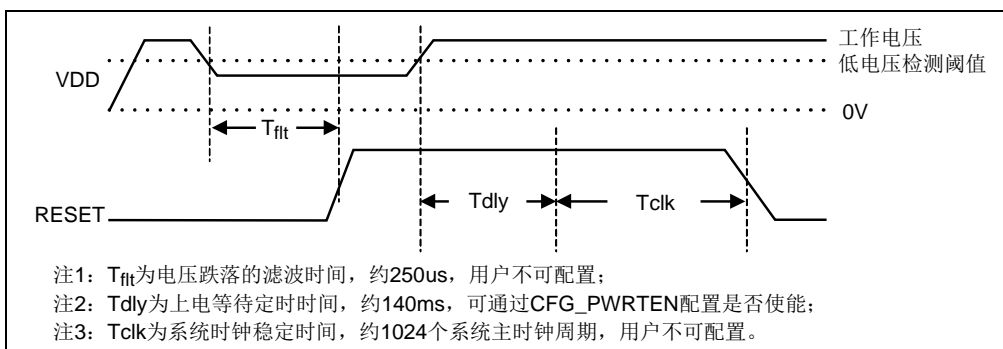 工作电压
低电压检测阈值
VDD
0V
Tflt
RESET
Tdly
Tclk
注1：Tflt为电压跌落的滤波时间，约250us，用户不可配置；
注2：Tdly为上电等待定时时间，约140ms，可通过CFG_PWRTEN配置是否使能；
注3：Tclk为系统时钟稳定时间，约1024个系统主时钟周期，用户不可配置。